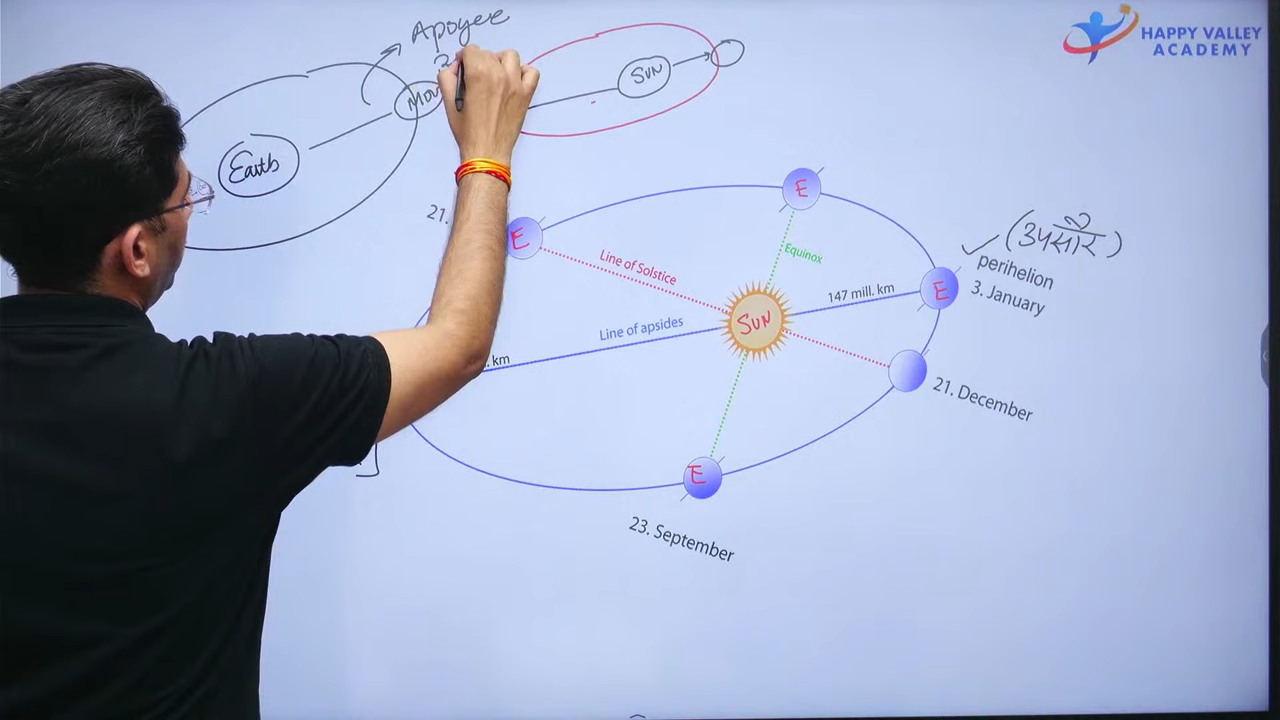 HAPPY VALLEY
ACADEMY
Apogee
SUN
Earth
21.
E
E
Line of Solstice
Equinox
(उपसौर)
perihelion
3. January
147 mill. km
E
SUN
Line of apsides
. km
21. December
E
23. September